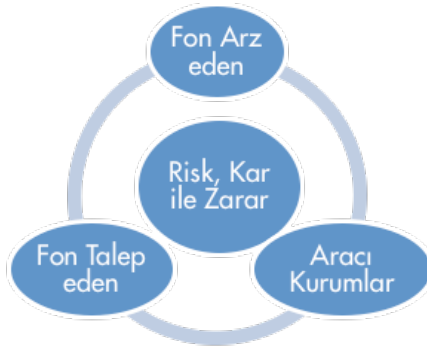 Fon Arz
eden
Risk, Kar
ile Zarar
Fon Talep
eden
Aracı
Kurumlar